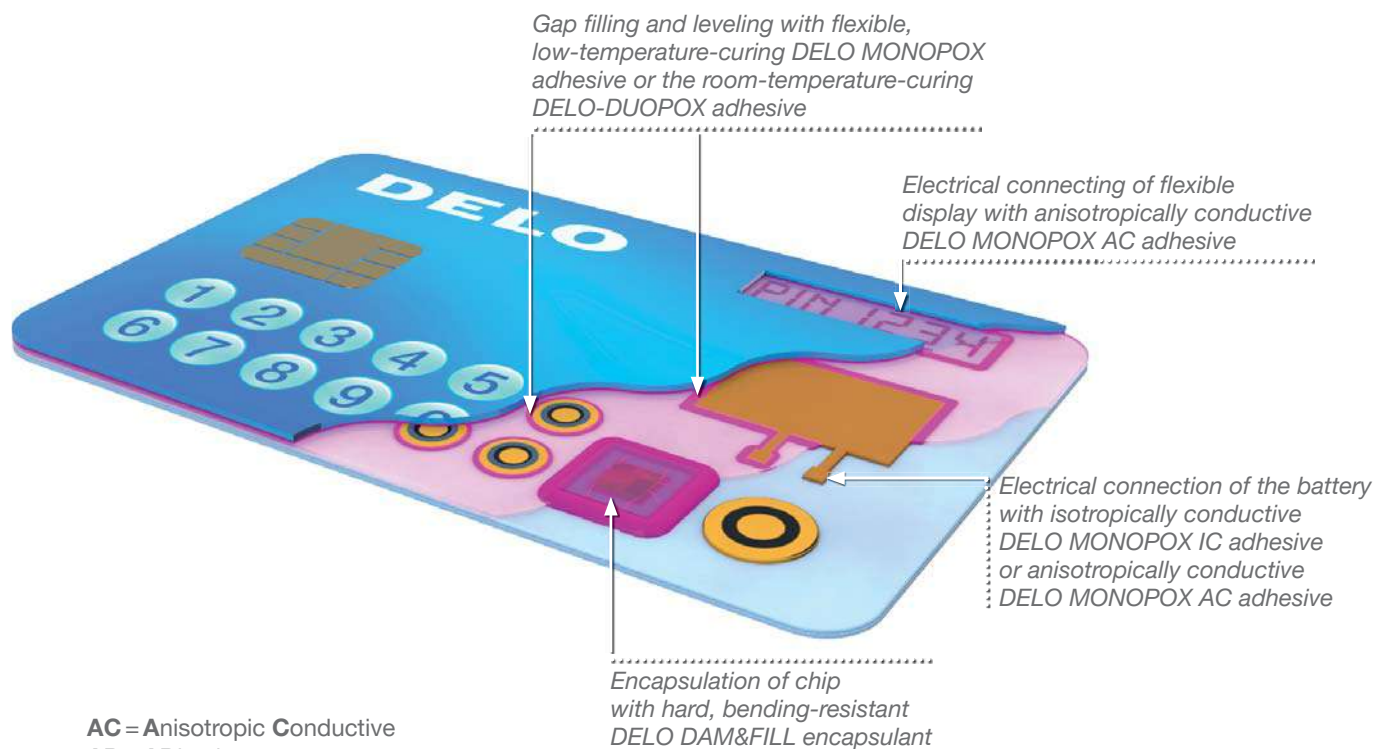 Gap filling and leveling with flexible,
low-temperature-curing DELO MONOPOX
adhesive or the room-temperature-curing
DELO-DUOPOX adhesive
Electrical connecting of flexible
display with anisotropically conductive
DELO MONOPOX AC adhesive
DELO
PIN 1234
1 2 3 4 5
6 7 8 9
Electrical connection of the battery
with isotropically conductive
DELO MONOPOX IC adhesive
or anisotropically conductive
DELO MONOPOX AC adhesive
Encapsulation of chip
with hard, bending-resistant
DELO DAM&FILL encapsulant
AC = Anisotropic Conductive